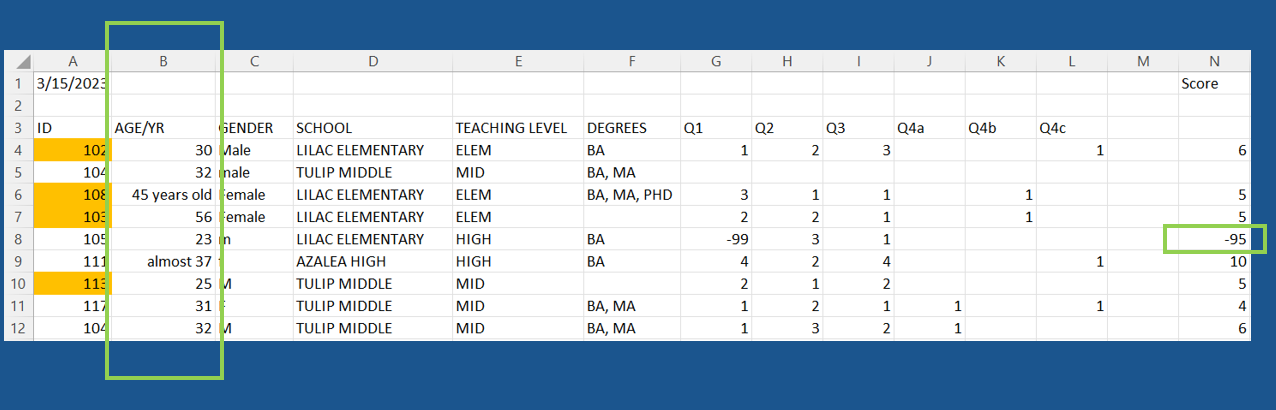 A B C D E F G H I J K L M N
1 3/15/2023 Score
2
3 ID AGE/YR GENDER SCHOOL TEACHING LEVEL DEGREES Q1 Q2 Q3 Q4a Q4b Q4c
4 102 30 Male LILAC ELEMENTARY ELEM BA 1 2 3 1 6
5 104 32 male TULIP MIDDLE MID BA, MA
6 108 45 years old Female LILAC ELEMENTARY ELEM BA, MA, PHD 3 1 1 1 5
7 103 56 Female LILAC ELEMENTARY ELEM 2 2 1 1 5
8 105 23 m LILAC ELEMENTARY HIGH BA -99 3 1 -95
9 111 almost 37 AZALEA HIGH HIGH BA 4 2 4 1 10
10 113 25 M TULIP MIDDLE MID 2 1 2 5
11 117 31 F TULIP MIDDLE MID BA, MA 1 2 1 1 1 4
12 104 32 M TULIP MIDDLE MID BA, MA 1 3 2 1 6